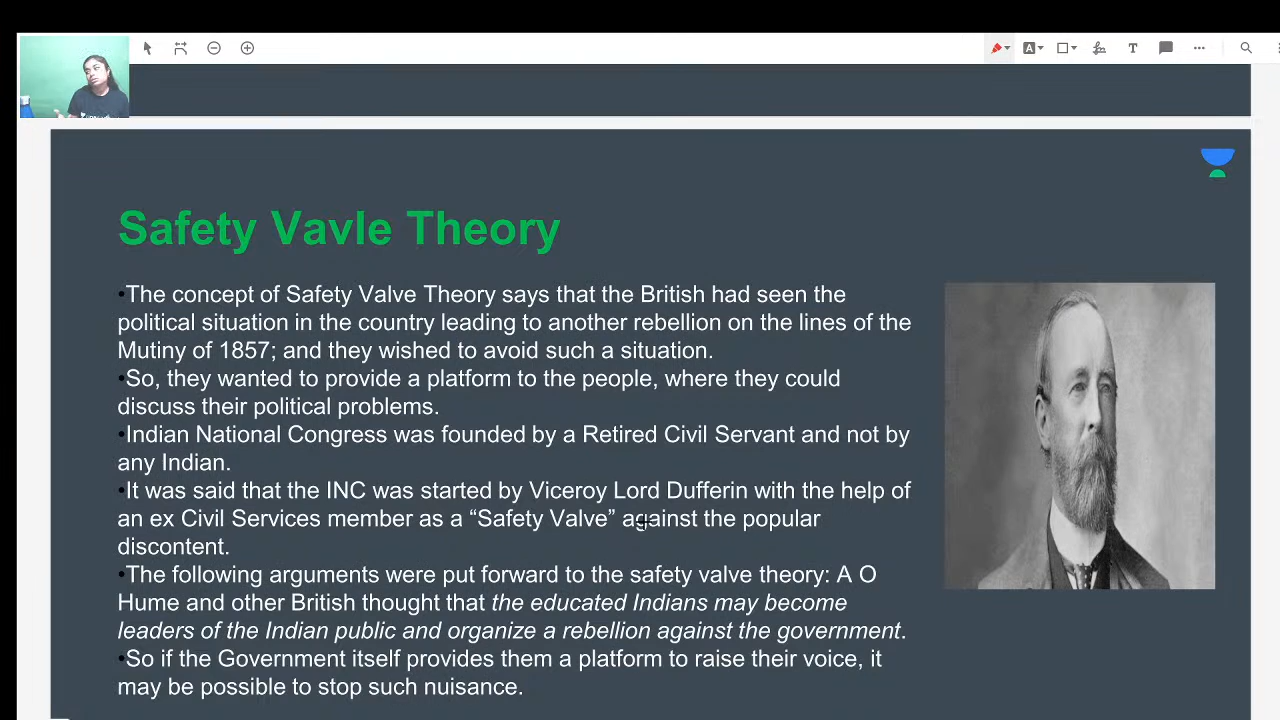 Safety Vavle Theory
•The concept of Safety Valve Theory says that the British had seen the
political situation in the country leading to another rebellion on the lines of the
Mutiny of 1857; and they wished to avoid such a situation.
•So, they wanted to provide a platform to the people, where they could
discuss their political problems.
•Indian National Congress was founded by a Retired Civil Servant and not by
any Indian.
•It was said that the INC was started by Viceroy Lord Dufferin with the help of
an ex Civil Services member as a “Safety Valve” against the popular
discontent.
•The following arguments were put forward to the safety valve theory: A O
Hume and other British thought that the educated Indians may become
leaders of the Indian public and organize a rebellion against the government.
•So if the Government itself provides them a platform to raise their voice, it
may be possible to stop such nuisance.